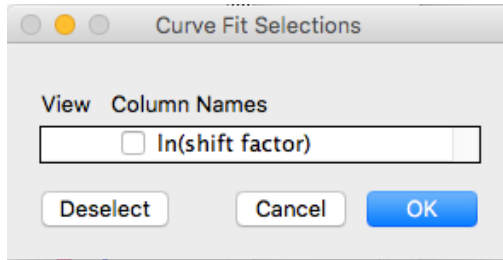 Curve Fit Selections
View Column Names
ln(shift factor)
Deselect Cancel OK